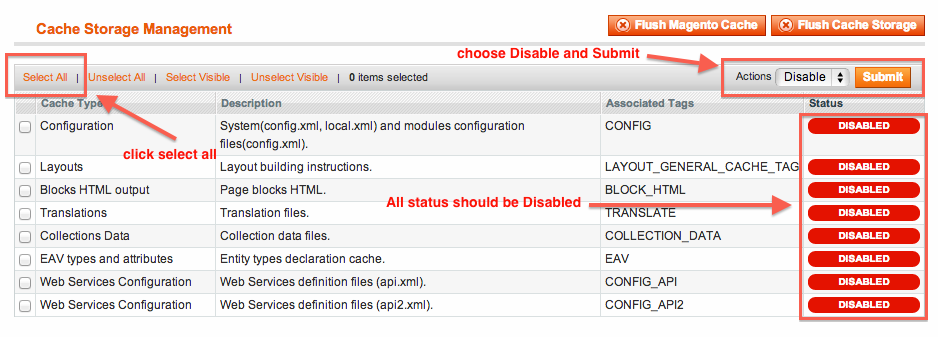 Cache Storage Management
Flush Magento Cache
Flush Cache Storage
choose Disable and Submit
Select All | Unselect All | Select Visible | Unselect Visible | 0 items selected
Actions Disable Submit
Cache Type Description Associated Tags Status
Configuration System(config.xml, local.xml) and modules configuration CONFIG DISABLED
files(config.xml).
click select all
Layouts Layout building instructions. LAYOUT_GENERAL_CACHE_TAG DISABLED
Blocks HTML output Page blocks HTML. BLOCK_HTML DISABLED
All status should be Disabled
Translations Translation files. TRANSLATE DISABLED
Collections Data Collection data files. COLLECTION_DATA DISABLED
EAV types and attributes Entity types declaration cache. EAV DISABLED
Web Services Configuration Web Services definition files (api.xml). CONFIG_API DISABLED
Web Services Configuration Web Services definition files (api2.xml). CONFIG_API2 DISABLED